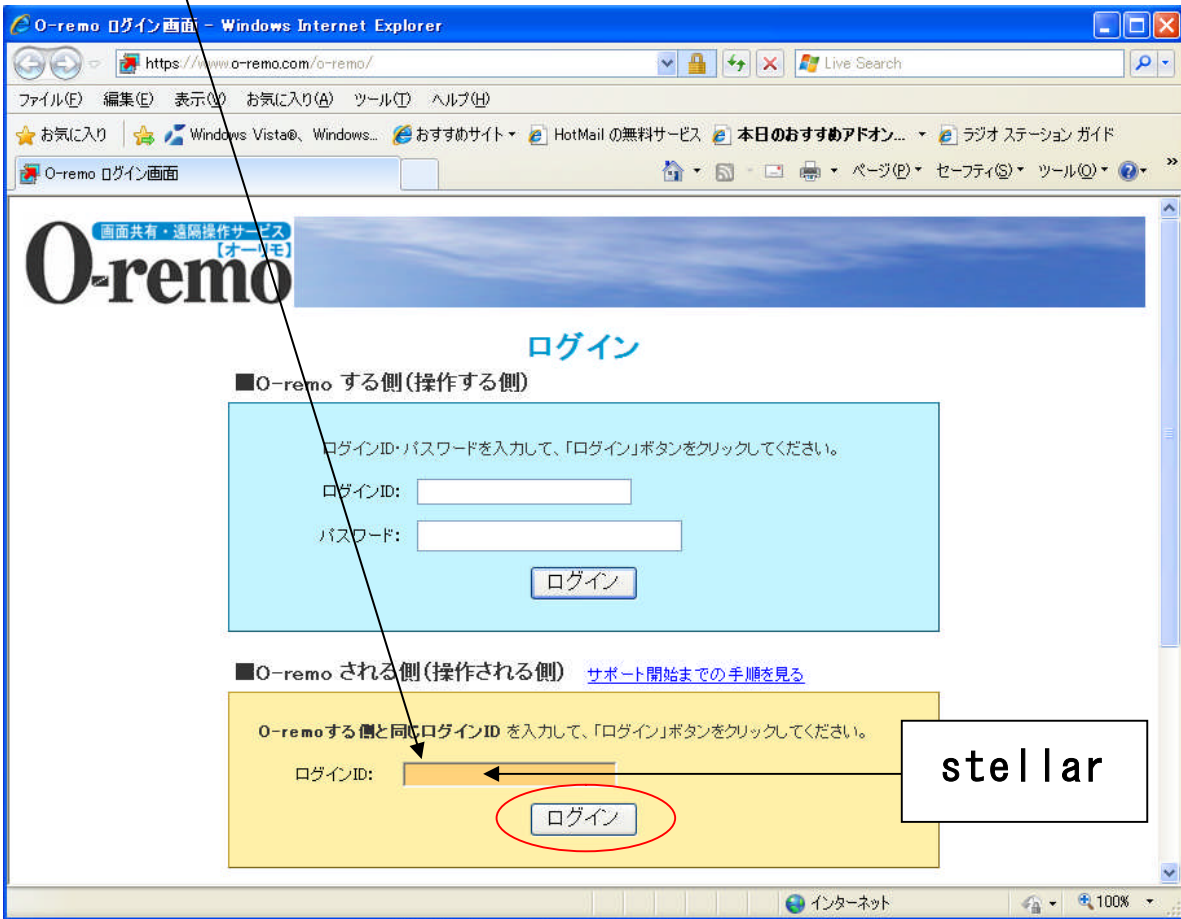 O-remo ログイン画面 - Windows Internet Explorer
https://www.o-remo.com/o-remo/
Live Search
ファイル(F) 編集(E) 表示(V) お気に入り(A) ツール(T) ヘルプ(H)
お気に入り Windows Vista®、Windows... おすすめサイト HotMail の無料サービス 本日のおすすめアドオン... ラジオ ステーション ガイド
O-remo ログイン画面 ページ(P) セーフティ(S) ツール(O) »
画面共有・遠隔操作サービス
【オーリモ】
O-remo
ログイン
■O-remo する側(操作する側)
ログインID・パスワードを入力して、「ログイン」ボタンをクリックしてください。
ログインID:
パスワード:
ログイン
■O-remo される側(操作される側) サポート開始までの手順を見る
O-remoする側と同じログインID を入力して、「ログイン」ボタンをクリックしてください。
ログインID:
stellar
ログイン
インターネット 100%